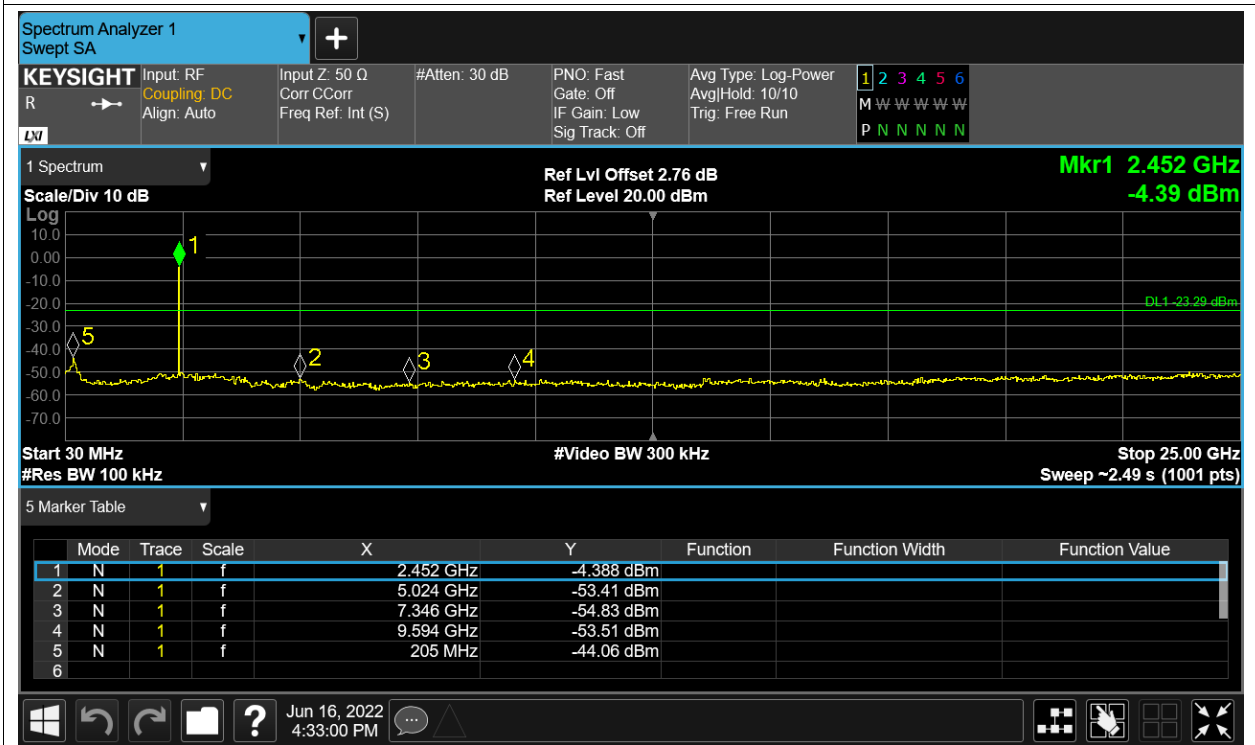 Spectrum Analyzer 1
Swept SA
KEYSIGHT
R
LXI
Input: RF
Coupling: DC
Align: Auto
Input Z: 50 Ω
Corr CCorr
Freq Ref: Int (S)
#Atten: 30 dB
PNO: Fast
Gate: Off
IF Gain: Low
Sig Track: Off
Avg Type: Log-Power
Avg|Hold: 10/10
Trig: Free Run
1 2 3 4 5 6
M W W W W W
P N N N N N
1 Spectrum
Scale/Div 10 dB
Ref Lvl Offset 2.76 dB
Ref Level 20.00 dBm
Mkr1 2.452 GHz
-4.39 dBm
Log
10.0
0.00
-10.0
-20.0
-30.0
-40.0
-50.0
-60.0
-70.0
1
DL1 -23.29 dBm
5
2
3
4
Start 30 MHz
#Res BW 100 kHz
#Video BW 300 kHz
Stop 25.00 GHz
Sweep ~2.49 s (1001 pts)
5 Marker Table
Mode Trace Scale X Y Function Function Width Function Value
1 N 1 f 2.452 GHz -4.388 dBm
2 N 1 f 5.024 GHz -53.41 dBm
3 N 1 f 7.346 GHz -54.83 dBm
4 N 1 f 9.594 GHz -53.51 dBm
5 N 1 f 205 MHz -44.06 dBm
6
?
Jun 16, 2022
4:33:00 PM